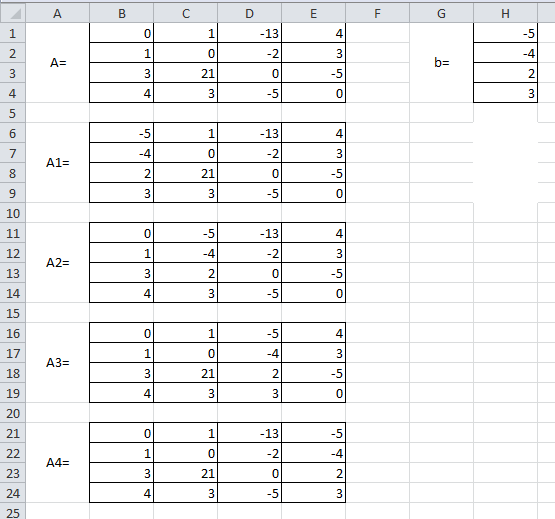 A B C D E F G H
1 0 1 -13 4 -5
2 1 0 -2 3 -4
A= b=
3 3 21 0 -5 2
4 4 3 -5 0 3
5
6 -5 1 -13 4
7 -4 0 -2 3
A1=
8 2 21 0 -5
9 3 3 -5 0
10
11 0 -5 -13 4
12 1 -4 -2 3
A2=
13 3 2 0 -5
14 4 3 -5 0
15
16 0 1 -5 4
17 1 0 -4 3
A3=
18 3 21 2 -5
19 4 3 3 0
20
21 0 1 -13 -5
22 1 0 -2 -4
A4=
23 3 21 0 2
24 4 3 -5 3
25